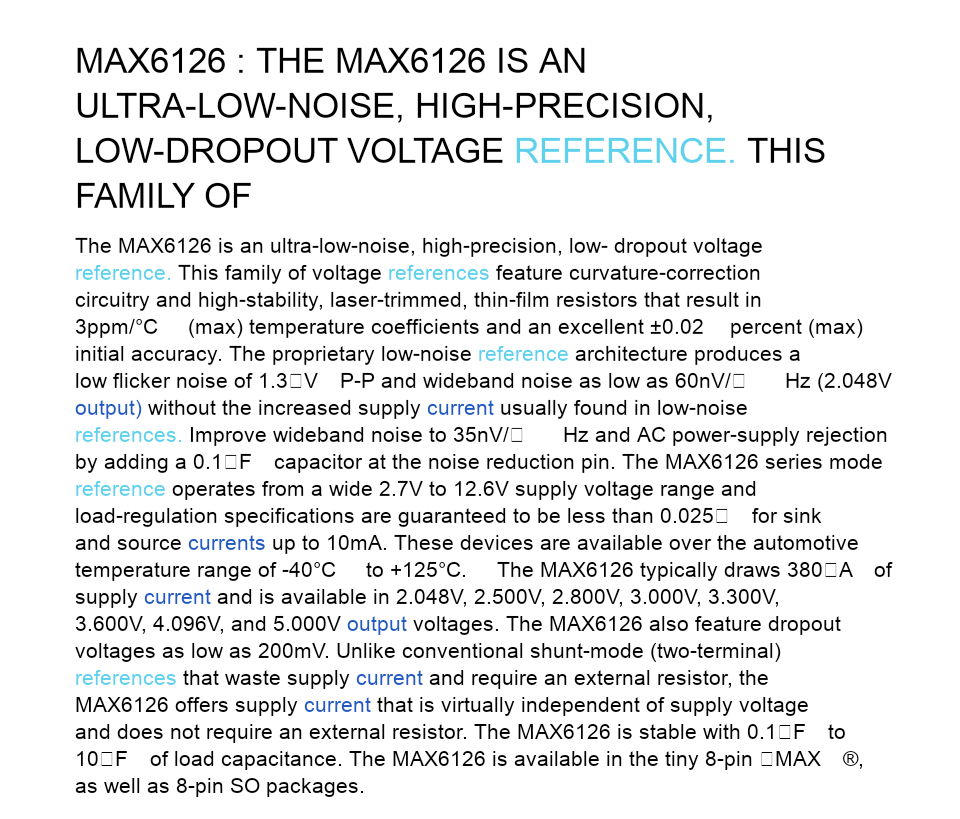 MAX6126 : THE MAX6126 IS AN
ULTRA-LOW-NOISE, HIGH-PRECISION,
LOW-DROPOUT VOLTAGE REFERENCE. THIS
FAMILY OF
The MAX6126 is an ultra-low-noise, high-precision, low- dropout voltage
reference. This family of voltage references feature curvature-correction
circuitry and high-stability, laser-trimmed, thin-film resistors that result in
3ppm/°C (max) temperature coefficients and an excellent ±0.02 percent (max)
initial accuracy. The proprietary low-noise reference architecture produces a
low flicker noise of 1.3□V P-P and wideband noise as low as 60nV/□ Hz (2.048V
output) without the increased supply current usually found in low-noise
references. Improve wideband noise to 35nV/□ Hz and AC power-supply rejection
by adding a 0.1□F capacitor at the noise reduction pin. The MAX6126 series mode
reference operates from a wide 2.7V to 12.6V supply voltage range and
load-regulation specifications are guaranteed to be less than 0.025□ for sink
and source currents up to 10mA. These devices are available over the automotive
temperature range of -40°C to +125°C. The MAX6126 typically draws 380□A of
supply current and is available in 2.048V, 2.500V, 2.800V, 3.000V, 3.300V,
3.600V, 4.096V, and 5.000V output voltages. The MAX6126 also feature dropout
voltages as low as 200mV. Unlike conventional shunt-mode (two-terminal)
references that waste supply current and require an external resistor, the
MAX6126 offers supply current that is virtually independent of supply voltage
and does not require an external resistor. The MAX6126 is stable with 0.1□F to
10□F of load capacitance. The MAX6126 is available in the tiny 8-pin □MAX ®,
as well as 8-pin SO packages.